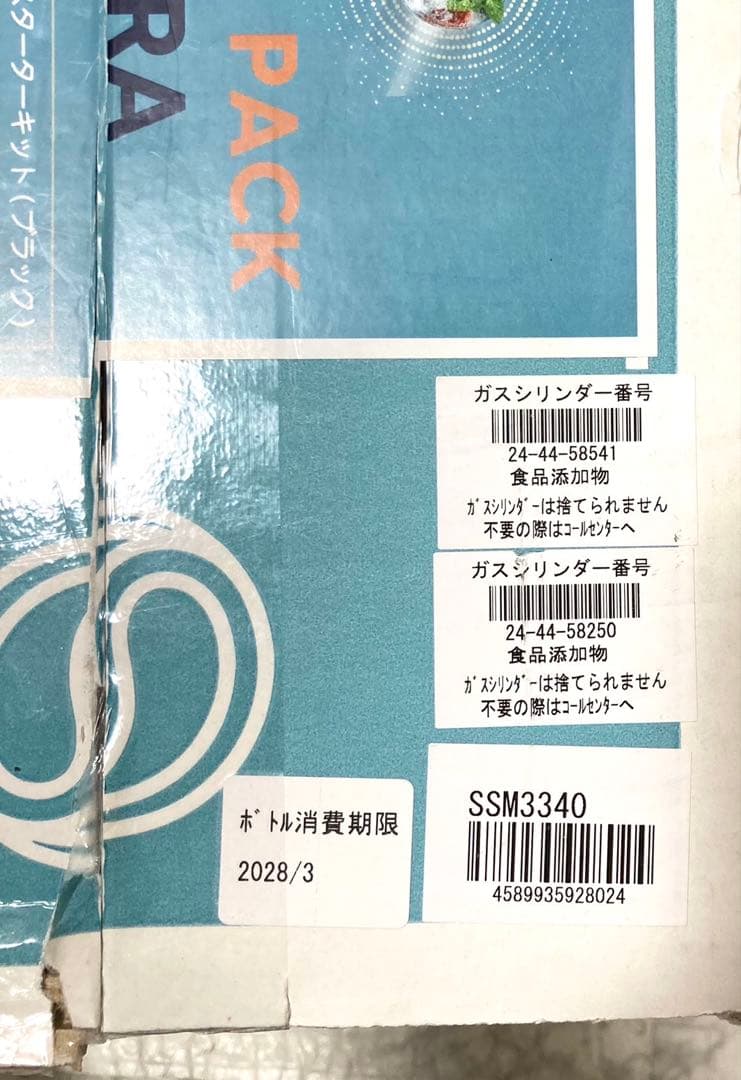 PACK
RA
スターターキット(ブラック)
ガスシリンダー番号
24-44-58541
食品添加物
ｶﾞｽｼﾘﾝﾀﾞｰは捨てられません
不要の際はｺｰﾙｾﾝﾀｰへ
ガスシリンダー番号
24-44-58250
食品添加物
ｶﾞｽｼﾘﾝﾀﾞｰは捨てられません
不要の際はｺｰﾙｾﾝﾀｰへ
ﾎﾞﾄﾙ消費期限
2028/3
SSM3340
4589935928024